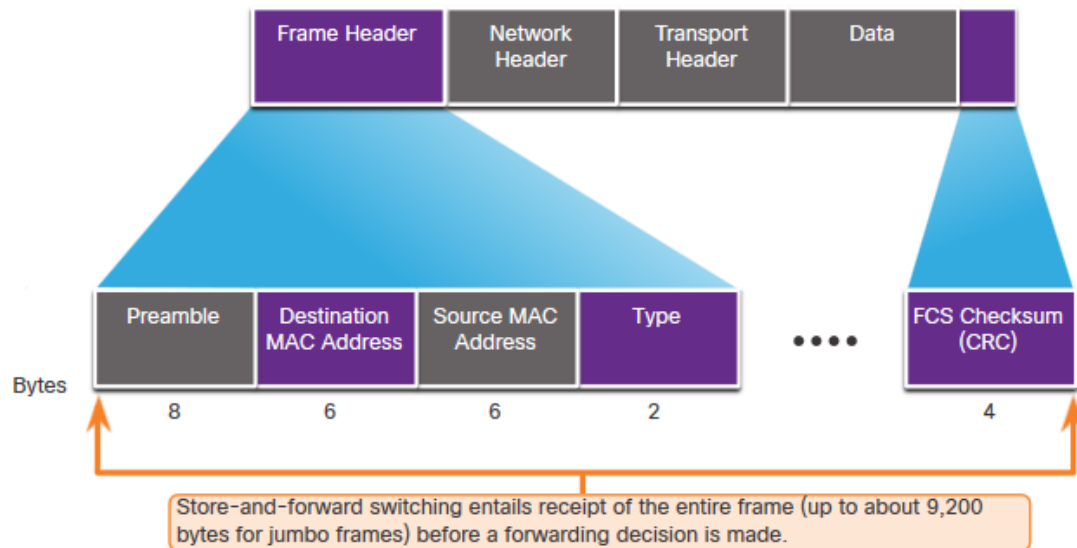 Frame Header
Network
Header
Transport
Header
Data
Preamble
Destination
MAC Address
Source MAC
Address
Type
FCS Checksum
(CRC)
Bytes
8
6
6
2
4
Store-and-forward switching entails receipt of the entire frame (up to about 9,200
bytes for jumbo frames) before a forwarding decision is made.